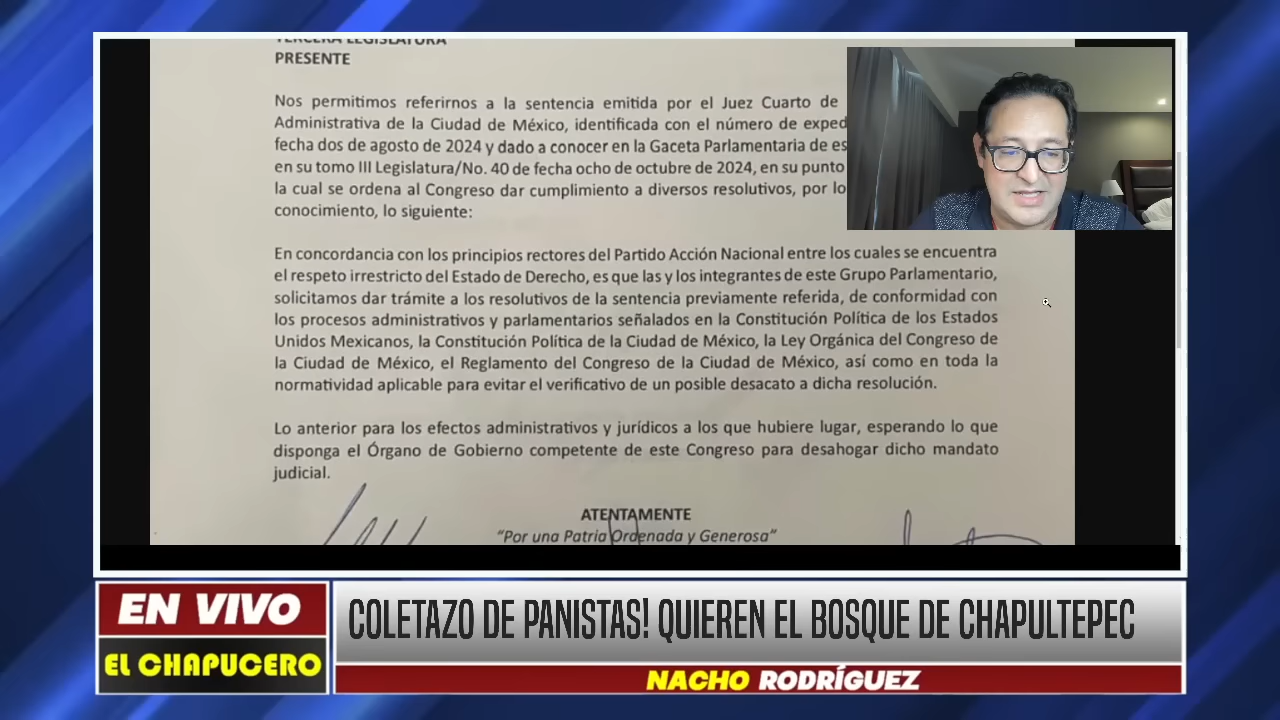 TERCERA LEGISLATURA
PRESENTE
Nos permitimos referirnos a la sentencia emitida por el Juez Cuarto de
Administrativa de la Ciudad de México, identificada con el número de exped
fecha dos de agosto de 2024 y dado a conocer en la Gaceta Parlamentaria de es
en su tomo III Legislatura/No. 40 de fecha ocho de octubre de 2024, en su punto
la cual se ordena al Congreso dar cumplimiento a diversos resolutivos, por lo
conocimiento, lo siguiente:
En concordancia con los principios rectores del Partido Acción Nacional entre los cuales se encuentra
el respeto irrestricto del Estado de Derecho, es que las y los integrantes de este Grupo Parlamentario,
solicitamos dar trámite a los resolutivos de la sentencia previamente referida, de conformidad con
los procesos administrativos y parlamentarios señalados en la Constitución Política de los Estados
Unidos Mexicanos, la Constitución Política de la Ciudad de México, la Ley Orgánica del Congreso de
la Ciudad de México, el Reglamento del Congreso de la Ciudad de México, así como en toda la
normatividad aplicable para evitar el verificativo de un posible desacato a dicha resolución.
Lo anterior para los efectos administrativos y jurídicos a los que hubiere lugar, esperando lo que
disponga el Órgano de Gobierno competente de este Congreso para desahogar dicho mandato
judicial.
ATENTAMENTE
"Por una Patria Ordenada y Generosa"
EN VIVO
EL CHAPUCERO
COLETAZO DE PANISTAS! QUIEREN EL BOSQUE DE CHAPULTEPEC
NACHO RODRÍGUEZ